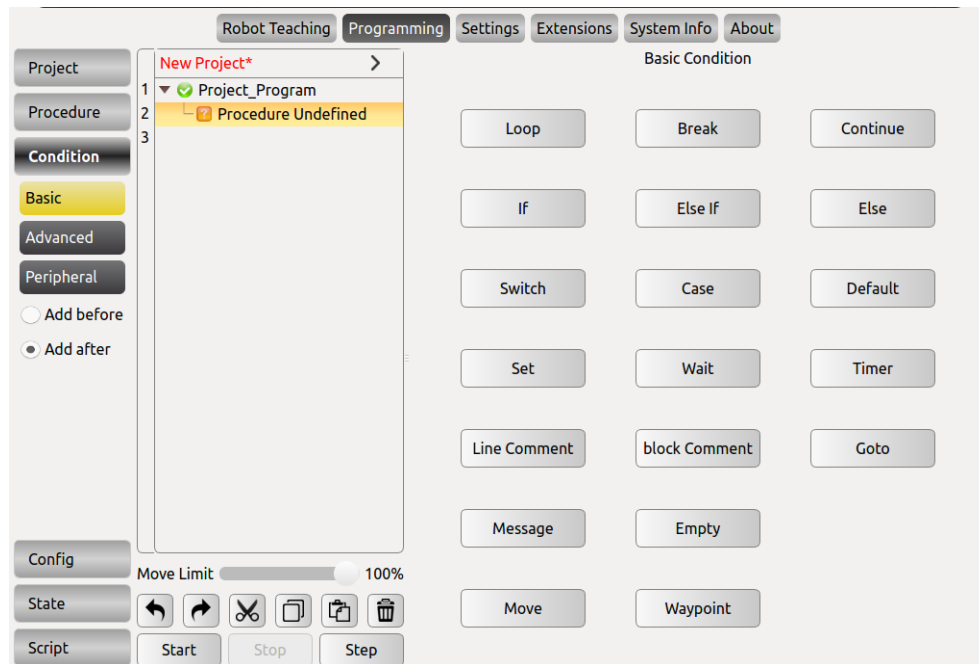 Robot Teaching Programming Settings Extensions System Info About
Project
Procedure
Condition
Basic
Advanced
Peripheral
Add before
Add after
Config
State
Script
New Project*
1 Project_Program
2 ? Procedure Undefined
3
Move Limit 100%
Start Stop Step
Basic Condition
Loop Break Continue
If Else If Else
Switch Case Default
Set Wait Timer
Line Comment block Comment Goto
Message Empty
Move Waypoint